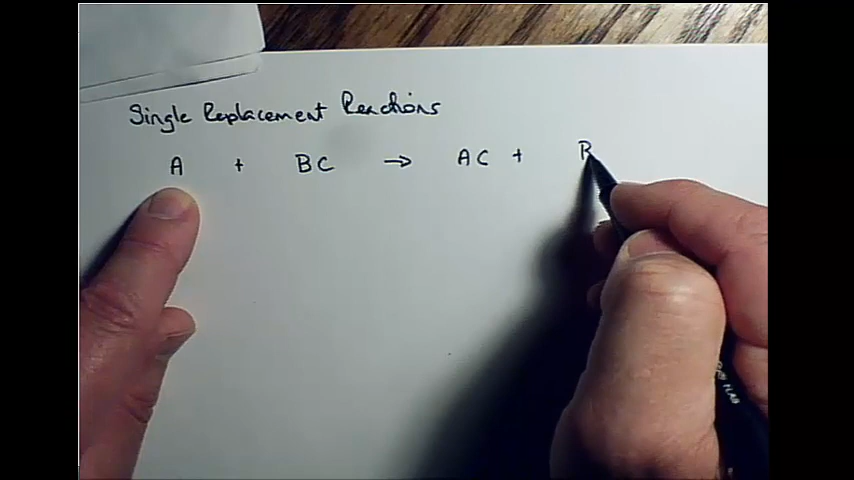 Single Replacement Reactions
A + BC → AC + B